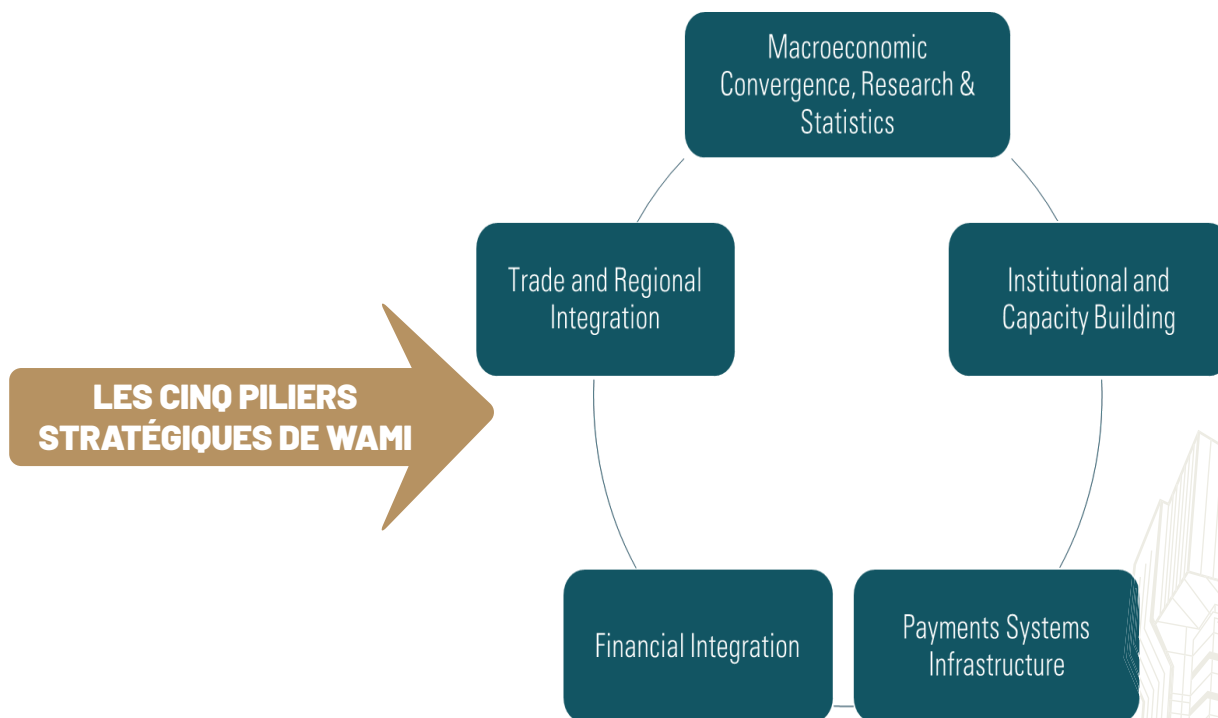 Macroeconomic
Convergence, Research &
Statistics
Trade and Regional
Integration
Institutional and
Capacity Building
LES CINQ PILIERS
STRATÉGIQUES DE WAMI
Financial Integration
Payments Systems
Infrastructure